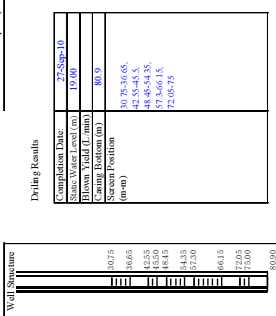 Driling Results
Completion Date: 27-Sep-10
Static Water Level (m) 19.00
Blown Yield (L/min)
Casing Bottom (m) 80.9
Screen Position (m-m) 30.75-36.65,
42.55-45.5,
48.45-54.35,
57.3-66.15,
72.05-75
Well Structure
30.75
36.65
42.55
45.50
48.45
54.35
57.30
66.15
72.05
75.00
80.90